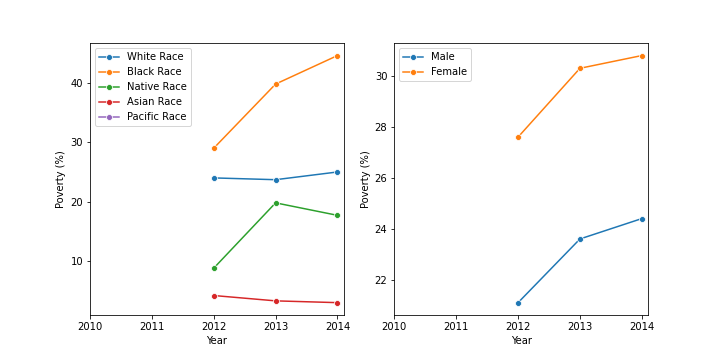 White Race
Black Race
Native Race
Asian Race
Pacific Race
40
30
20
10
Poverty (%)
2010 2011 2012 2013 2014
Year
Male
Female
30
28
26
24
22
Poverty (%)
2010 2011 2012 2013 2014
Year